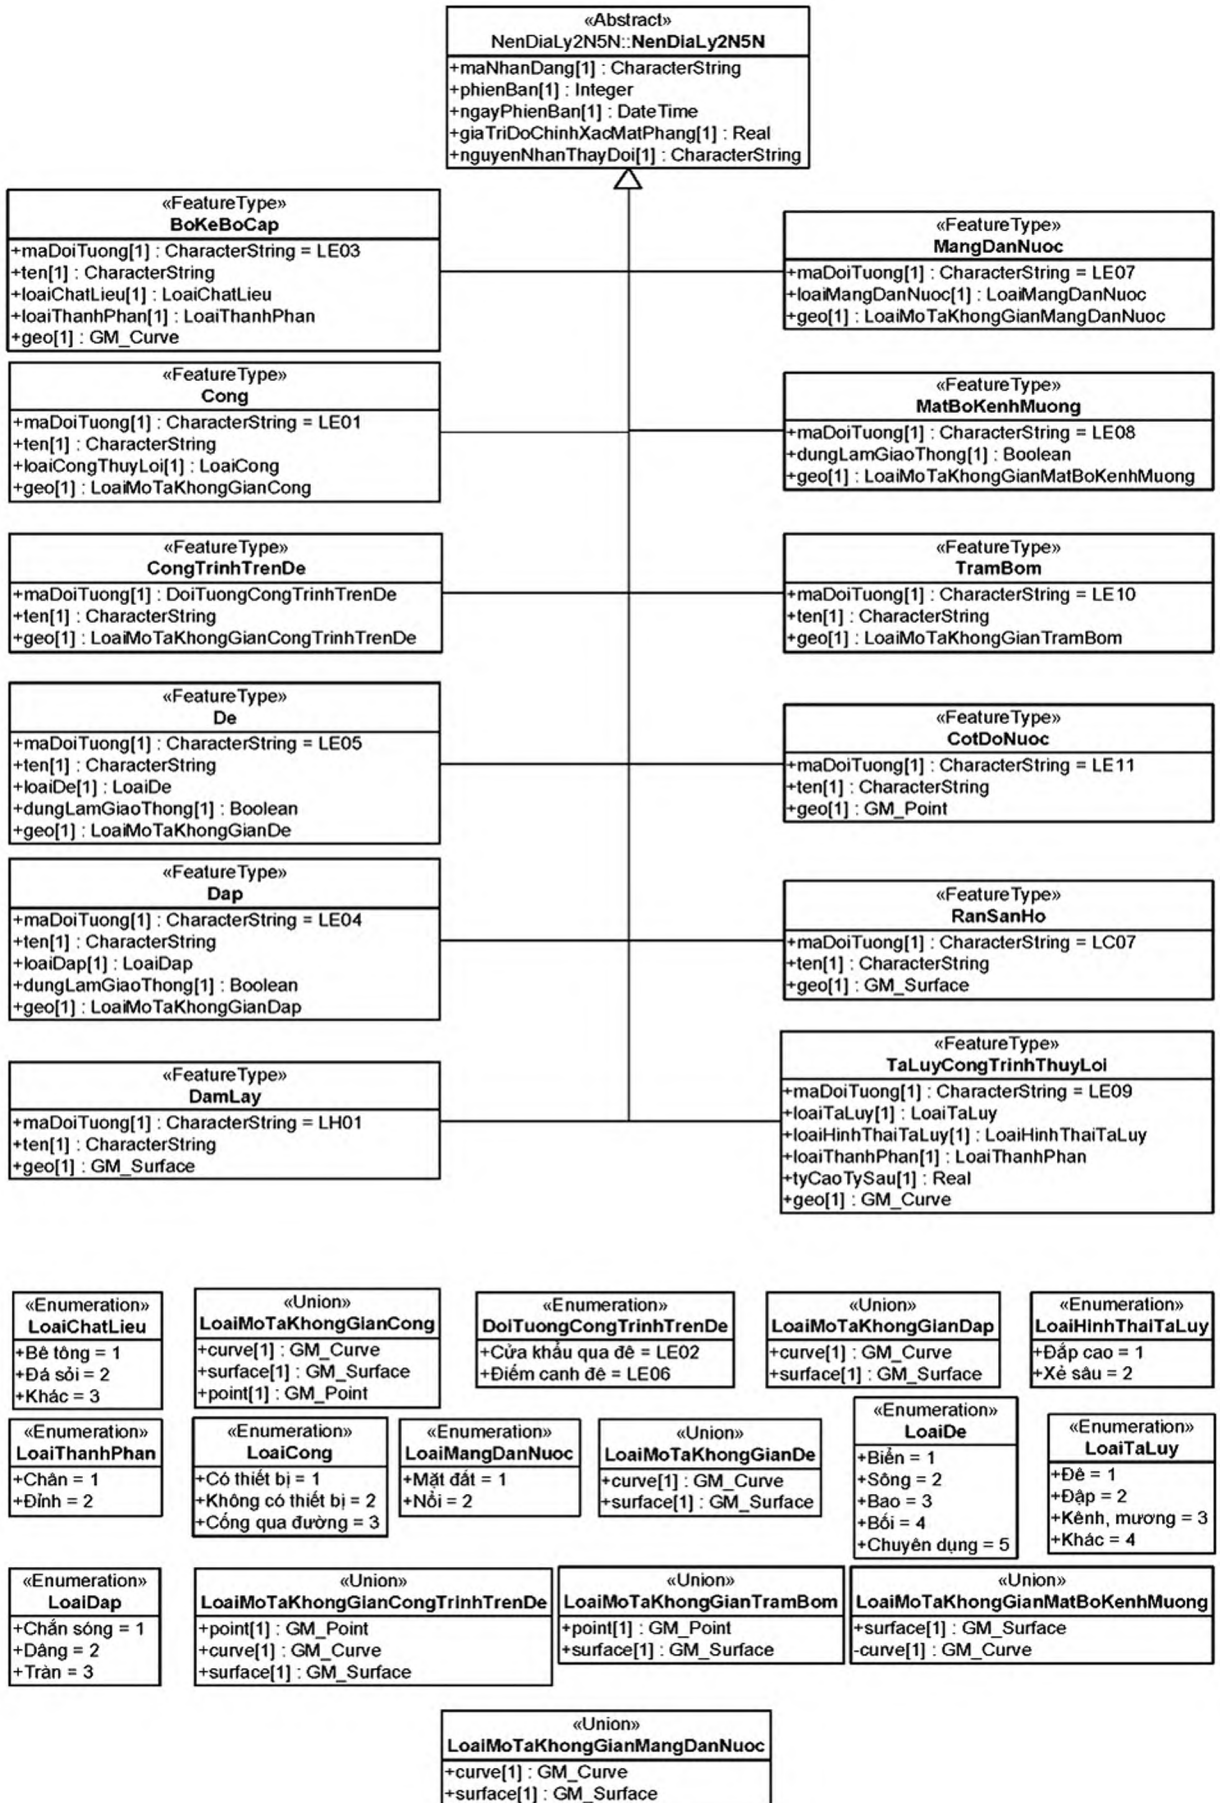 «Abstract»
NenDiaLy2N5N::NenDiaLy2N5N
+maNhanDang[1] : CharacterString
+phienBan[1] : Integer
+ngayPhienBan[1] : DateTime
+giaTriDoChinhXacMatPhang[1] : Real
+nguyenNhanThayDoi[1] : CharacterString
«FeatureType»
BoKeBoCap
+maDoiTuong[1] : CharacterString = LE03
+ten[1] : CharacterString
+loaiChatLieu[1] : LoaiChatLieu
+loaiThanhPhan[1] : LoaiThanhPhan
+geo[1] : GM_Curve
«FeatureType»
MangDanNuoc
+maDoiTuong[1] : CharacterString = LE07
+loaiMangDanNuoc[1] : LoaiMangDanNuoc
+geo[1] : LoaiMoTaKhongGianMangDanNuoc
«FeatureType»
Cong
+maDoiTuong[1] : CharacterString = LE01
+ten[1] : CharacterString
+loaiCongThuyLoi[1] : LoaiCong
+geo[1] : LoaiMoTaKhongGianCong
«FeatureType»
MatBoKenhMuong
+maDoiTuong[1] : CharacterString = LE08
+dungLamGiaoThong[1] : Boolean
+geo[1] : LoaiMoTaKhongGianMatBoKenhMuong
«FeatureType»
CongTrinhTrenDe
+maDoiTuong[1] : DoiTuongCongTrinhTrenDe
+ten[1] : CharacterString
+geo[1] : LoaiMoTaKhongGianCongTrinhTrenDe
«FeatureType»
TramBom
+maDoiTuong[1] : CharacterString = LE10
+ten[1] : CharacterString
+geo[1] : LoaiMoTaKhongGianTramBom
«FeatureType»
De
+maDoiTuong[1] : CharacterString = LE05
+ten[1] : CharacterString
+loaiDe[1] : LoaiDe
+dungLamGiaoThong[1] : Boolean
+geo[1] : LoaiMoTaKhongGianDe
«FeatureType»
CotDoNuoc
+maDoiTuong[1] : CharacterString = LE11
+ten[1] : CharacterString
+geo[1] : GM_Point
«FeatureType»
Dap
+maDoiTuong[1] : CharacterString = LE04
+ten[1] : CharacterString
+loaiDap[1] : LoaiDap
+dungLamGiaoThong[1] : Boolean
+geo[1] : LoaiMoTaKhongGianDap
«FeatureType»
RanSanHo
+maDoiTuong[1] : CharacterString = LC07
+ten[1] : CharacterString
+geo[1] : GM_Surface
«FeatureType»
DamLay
+maDoiTuong[1] : CharacterString = LH01
+ten[1] : CharacterString
+geo[1] : GM_Surface
«FeatureType»
TaLuyCongTrinhThuyLoi
+maDoiTuong[1] : CharacterString = LE09
+loaiTaLuy[1] : LoaiTaLuy
+loaiHinhThaiTaLuy[1] : LoaiHinhThaiTaLuy
+loaiThanhPhan[1] : LoaiThanhPhan
+tyCaoTySau[1] : Real
+geo[1] : GM_Curve
«Enumeration»
LoaiChatLieu
+Bê tông = 1
+Đá sỏi = 2
+Khác = 3
«Union»
LoaiMoTaKhongGianCong
+curve[1] : GM_Curve
+surface[1] : GM_Surface
+point[1] : GM_Point
«Enumeration»
DoiTuongCongTrinhTrenDe
+Cửa khẩu qua đê = LE02
+Điếm canh đê = LE06
«Union»
LoaiMoTaKhongGianDap
+curve[1] : GM_Curve
+surface[1] : GM_Surface
«Enumeration»
LoaiHinhThaiTaLuy
+Đắp cao = 1
+Xẻ sâu = 2
«Enumeration»
LoaiThanhPhan
+Chân = 1
+Đỉnh = 2
«Enumeration»
LoaiCong
+Có thiết bị = 1
+Không có thiết bị = 2
+Cống qua đường = 3
«Enumeration»
LoaiMangDanNuoc
+Mặt đất = 1
+Nổi = 2
«Union»
LoaiMoTaKhongGianDe
+curve[1] : GM_Curve
+surface[1] : GM_Surface
«Enumeration»
LoaiDe
+Biển = 1
+Sông = 2
+Bao = 3
+Bối = 4
+Chuyên dụng = 5
«Enumeration»
LoaiTaLuy
+Đê = 1
+Đập = 2
+Kênh, mương = 3
+Khác = 4
«Enumeration»
LoaiDap
+Chắn sóng = 1
+Dâng = 2
+Tràn = 3
«Union»
LoaiMoTaKhongGianCongTrinhTrenDe
+point[1] : GM_Point
+curve[1] : GM_Curve
+surface[1] : GM_Surface
«Union»
LoaiMoTaKhongGianTramBom
+point[1] : GM_Point
+surface[1] : GM_Surface
«Union»
LoaiMoTaKhongGianMatBoKenhMuong
+surface[1] : GM_Surface
-curve[1] : GM_Curve
«Union»
LoaiMoTaKhongGianMangDanNuoc
+curve[1] : GM_Curve
+surface[1] : GM_Surface